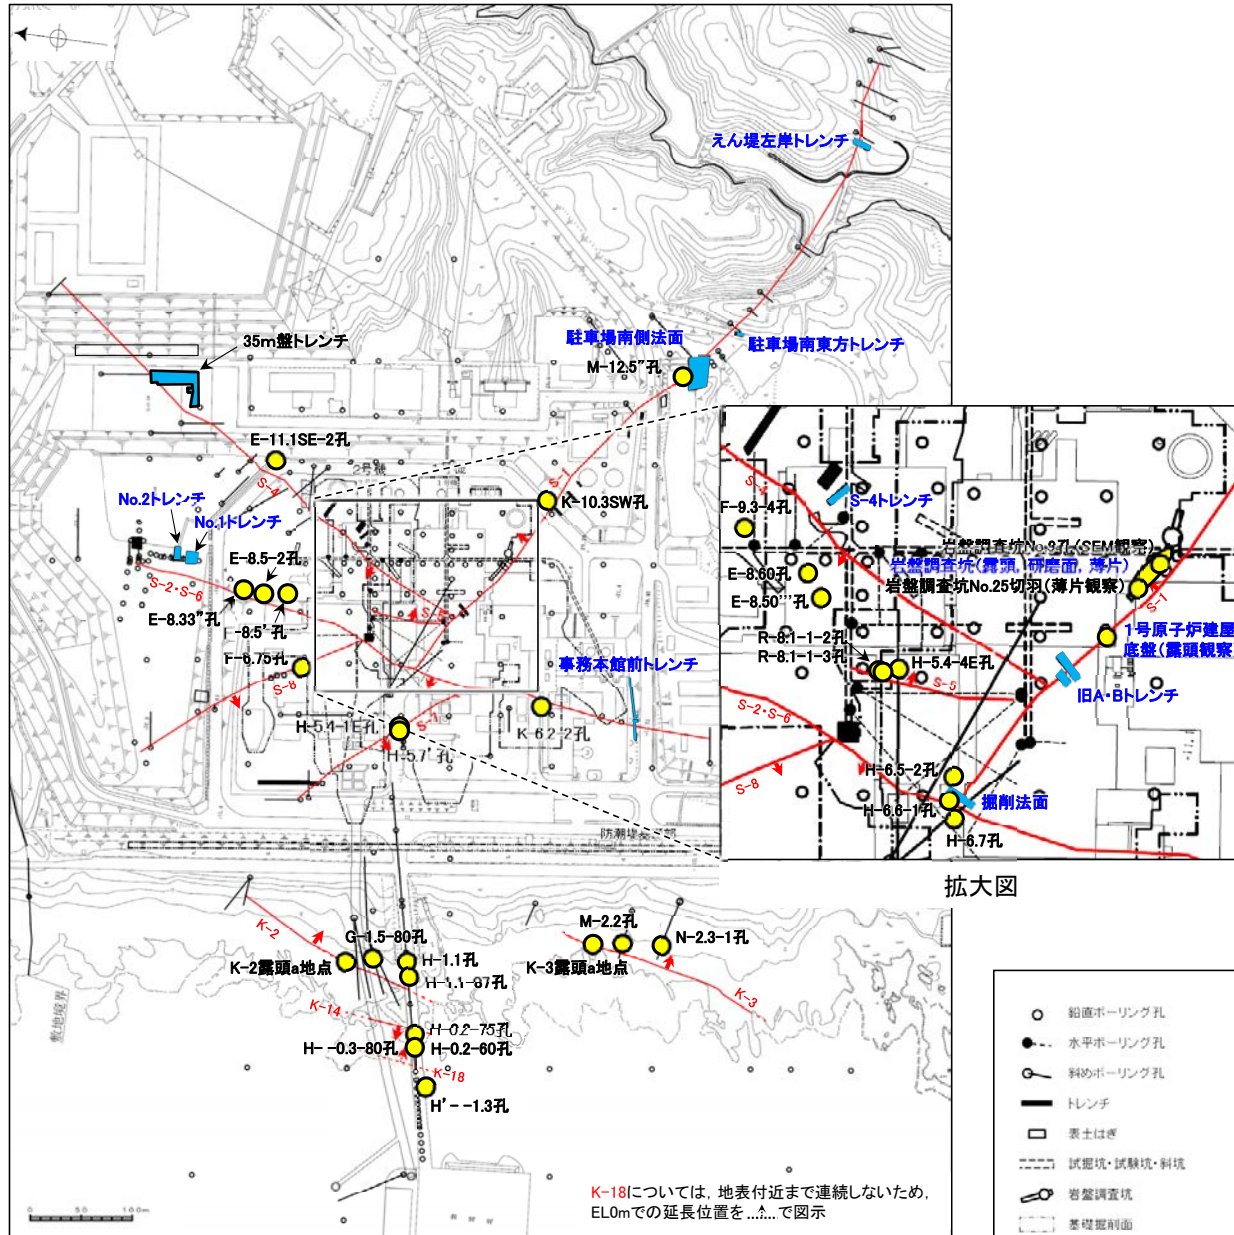 えん堤左岸トレンチ
駐車場南側法面
駐車場南東方トレンチ
35m盤トレンチ
M-12.5”孔
E-11.1SE-2孔
S-4
2号機
S-1
K-10.3SW孔
No.2トレンチ
No.1トレンチ
E-8.5-2孔
S-2・S-6
E-8.33”孔
-8.5’孔
F-6.75孔
S-8
事務本館前トレンチ
H-5.4-1E孔
S-1
K-6.2-2孔
H-5.7’孔
防潮堤
S-4
S-4トレンチ
F-9.3-4孔
岩盤調査坑No.9孔(SEM観察)
岩盤調査坑(露頭, 研磨面, 薄片)
岩盤調査坑No.25切羽(薄片観察)
E-8.60孔
E-8.50’’’孔
S-1
R-8.1-1-2孔
R-8.1-1-3孔
H-5.4-4E孔
1号原子炉建屋
底盤(露頭観察)
S-5
旧A・Bトレンチ
S-2・S-6
S-8
H-6.5-2孔
H-6.6-1孔
掘削法面
H-6.7孔
拡大図
K-2
G-1.5-80孔
M-2.2孔
N-2.3-1孔
K-2露頭a地点
H-1.1孔
K-3露頭a地点
H-1.1-87孔
K-3
K-14
H-0.2-75孔
H--0.3-80孔
H-0.2-60孔
K-18
H’--1.3孔
敷地境界
鉛直ボーリング孔
水平ボーリング孔
斜めボーリング孔
トレンチ
表土はぎ
試掘坑・試験坑・斜坑
岩盤調査坑
基礎掘削面
K-18については, 地表付近まで連続しないため,
EL0mでの延長位置を で図示
0 100m